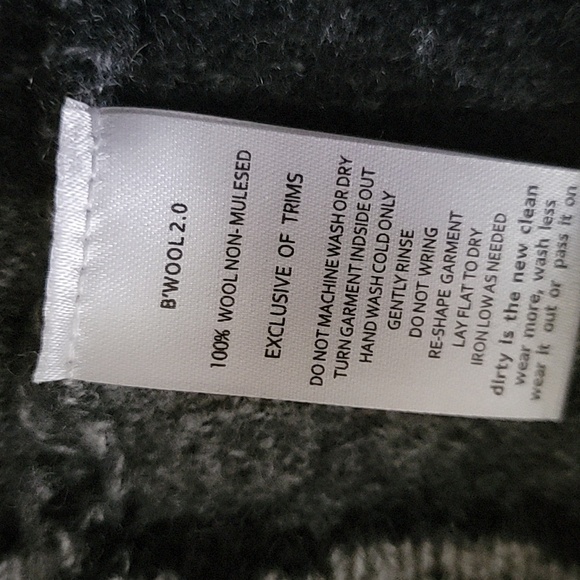 B'WOOL 2.0
100% WOOL NON-MULESED
EXCLUSIVE OF TRIMS
DO NOT MACHINE WASH OR DRY
TURN GARMENT INDSIDE OUT
HAND WASH COLD ONLY
GENTLY RINSE
DO NOT WRING
RE-SHAPE GARMENT
LAY FLAT TO DRY
IRON LOW AS NEEDED
dirty is the new clean
wear more, wash less
wear it out or pass it on